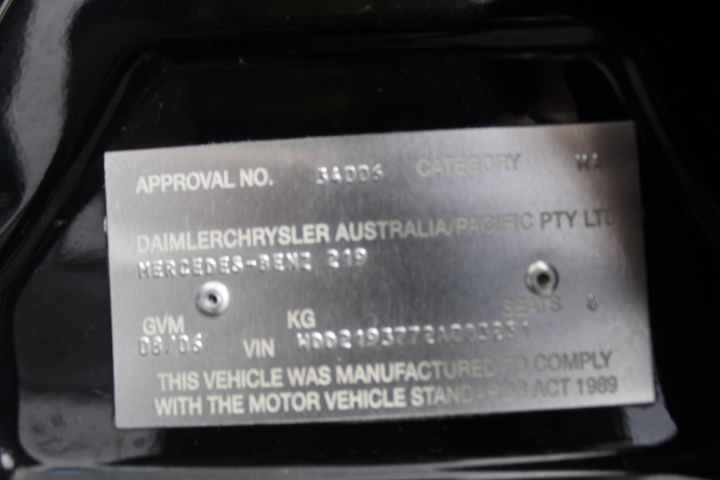 APPROVAL NO. CATEGORY MA
DAIMLERCHRYSLER AUSTRALIA/PACIFIC PTY LTD
MERCEDES-BENZ 219
GVM KG SEATS 4
08/06 VIN
THIS VEHICLE WAS MANUFACTURED TO COMPLY
WITH THE MOTOR VEHICLE STANDARDS ACT 1989